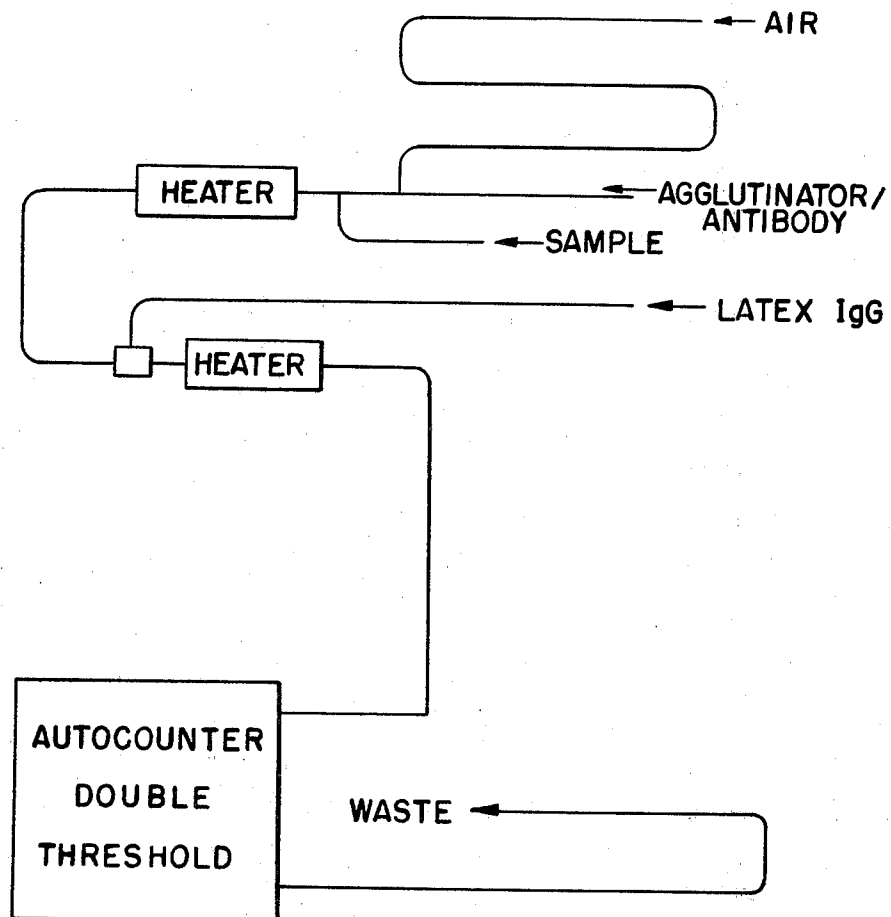 AIR
HEATER
AGGLUTINATOR/
ANTIBODY
SAMPLE
LATEX IgG
HEATER
AUTOCOUNTER
DOUBLE
THRESHOLD
WASTE